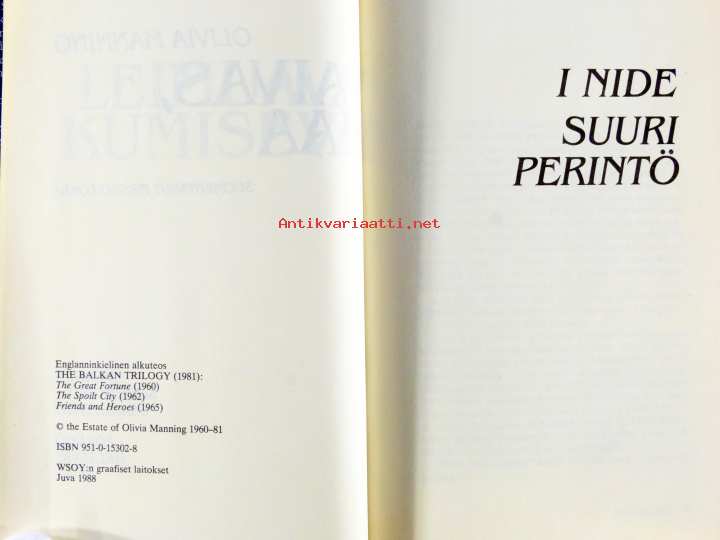 Englanninkielinen alkuteos
THE BALKAN TRILOGY (1981):
The Great Fortune (1960)
The Spoilt City (1962)
Friends and Heroes (1965)
© the Estate of Olivia Manning 1960–81
ISBN 951-0-15302-8
WSOY:n graafiset laitokset
Juva 1988
I NIDE
SUURI
PERINTÖ
Antikvariaatti.net
OLIVIA MANNING